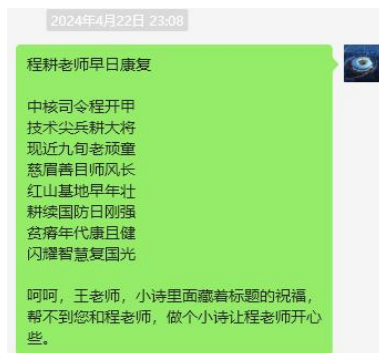 2024年4月22日 23:08
程耕老师早日康复
中核司令程开甲
技术尖兵耕大将
现近九旬老顽童
慈眉善目师风长
红山基地早年壮
耕续国防日刚强
贫瘠年代康且健
闪耀智慧复国光
呵呵，王老师，小诗里面藏着标题的祝福，
帮不到您和程老师，做个小诗让程老师开心
些。